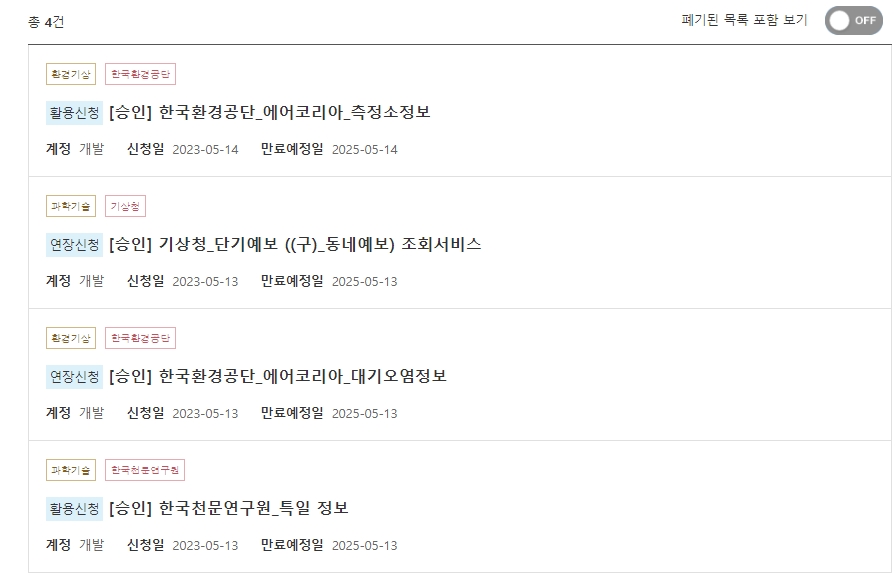 총 4건
폐기된 목록 포함 보기 OFF
환경기상 한국환경공단
활용신청 [승인] 한국환경공단_에어코리아_측정소정보
계정 개발 신청일 2023-05-14 만료예정일 2025-05-14
과학기술 기상청
연장신청 [승인] 기상청_단기예보 ((구)_동네예보) 조회서비스
계정 개발 신청일 2023-05-13 만료예정일 2025-05-13
환경기상 한국환경공단
연장신청 [승인] 한국환경공단_에어코리아_대기오염정보
계정 개발 신청일 2023-05-13 만료예정일 2025-05-13
과학기술 한국천문연구원
활용신청 [승인] 한국천문연구원_특일 정보
계정 개발 신청일 2023-05-13 만료예정일 2025-05-13